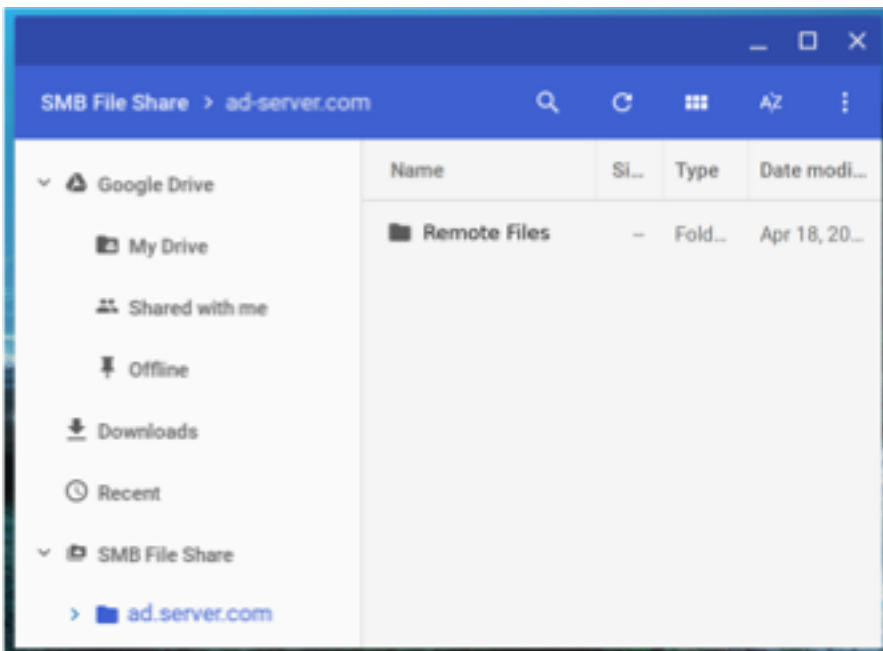 SMB File Share > ad-server.com
AZ
Name Si... Type Date modi...
Google Drive
Remote Files – Fold... Apr 18, 20...
My Drive
Shared with me
Offline
Downloads
Recent
SMB File Share
ad.server.com